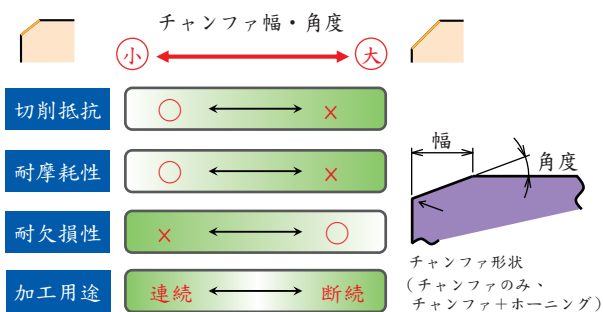 チャンファ幅・角度
小 大
切削抵抗 ○ ×
耐摩耗性 ○ ×
耐欠損性 × ○
加工用途 連続 断続
幅
角度
チャンファ形状
(チャンファのみ、
チャンファ+ホーニング)